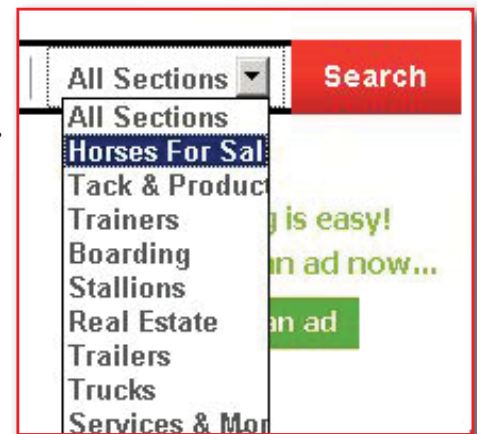 All Sections Search
All Sections
Horses For Sal
Tack & Product
Trainers
is easy!
Boarding
an ad now...
Stallions
Real Estate
an ad
Trailers
Trucks
Services & Mor